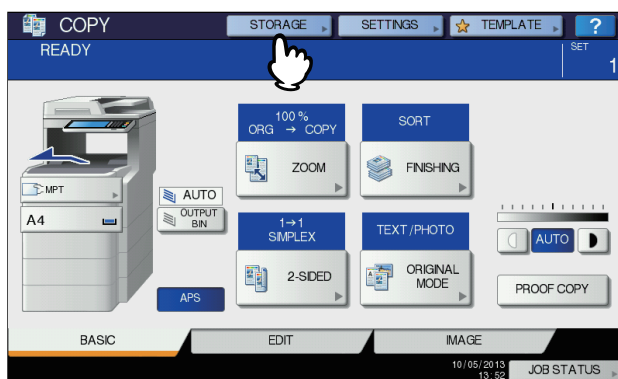 COPY
STORAGE
SETTINGS
TEMPLATE
?
READY
SET
1
100 %
ORG → COPY
ZOOM
SORT
FINISHING
MPT
A4
AUTO
OUTPUT
BIN
APS
1→1
SIMPLEX
2-SIDED
TEXT/PHOTO
ORIGINAL
MODE
AUTO
PROOF COPY
BASIC
EDIT
IMAGE
10/05/2013
13:52
JOB STATUS